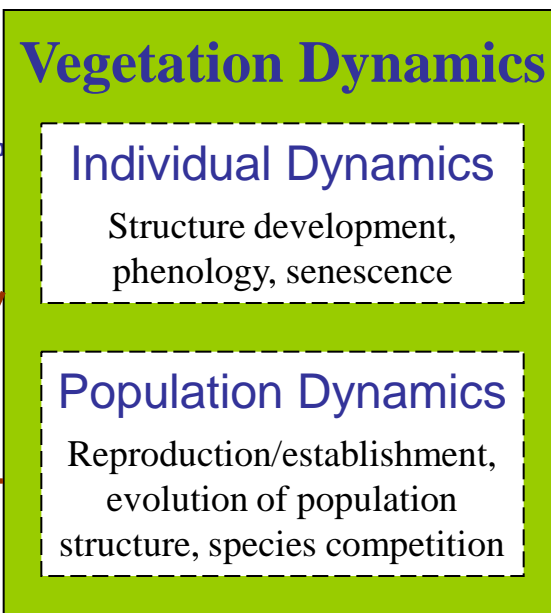 Vegetation Dynamics
Individual Dynamics
Structure development,
phenology, senescence
Population Dynamics
Reproduction/establishment,
evolution of population
structure, species competition